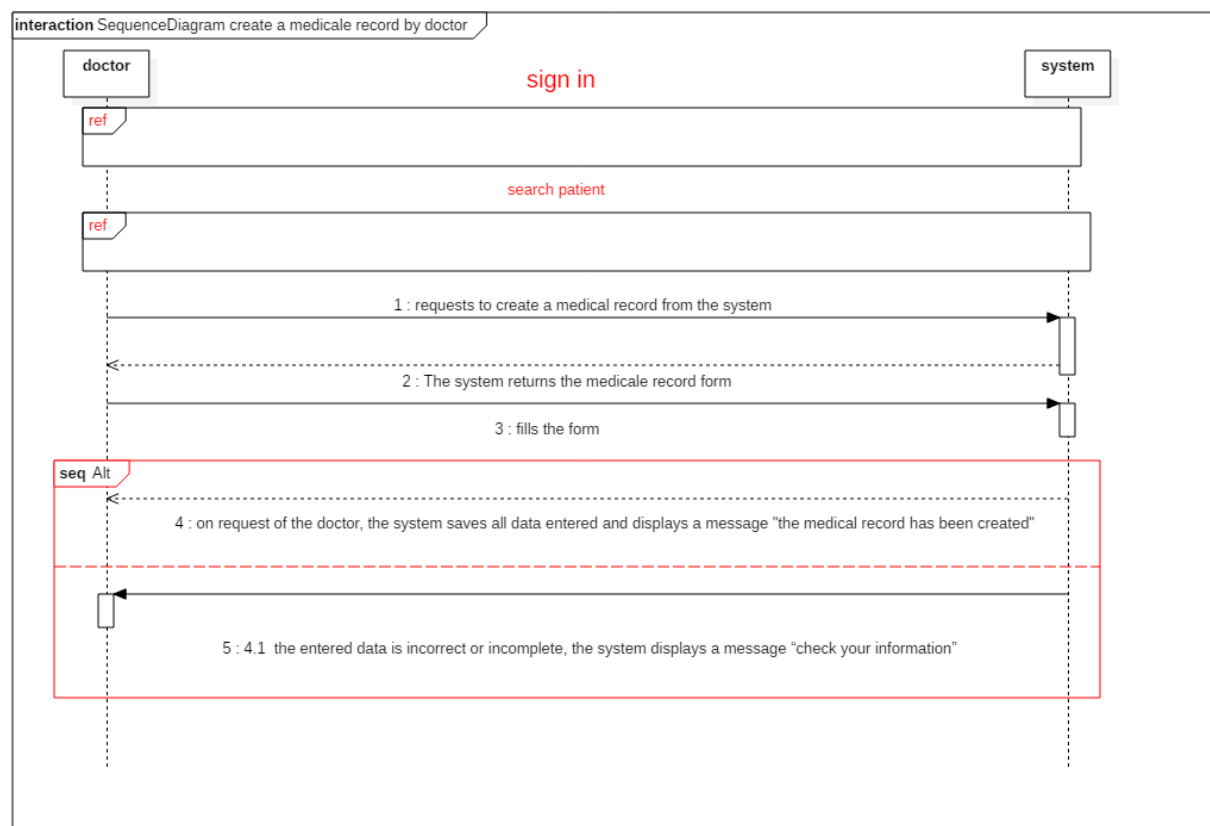 interaction SequenceDiagram create a medicale record by doctor
doctor
sign in
system
ref
search patient
ref
1 : requests to create a medical record from the system
2 : The system returns the medicale record form
3 : fills the form
seq Alt
4 : on request of the doctor, the system saves all data entered and displays a message "the medical record has been created"
5 : 4.1 the entered data is incorrect or incomplete, the system displays a message “check your information”